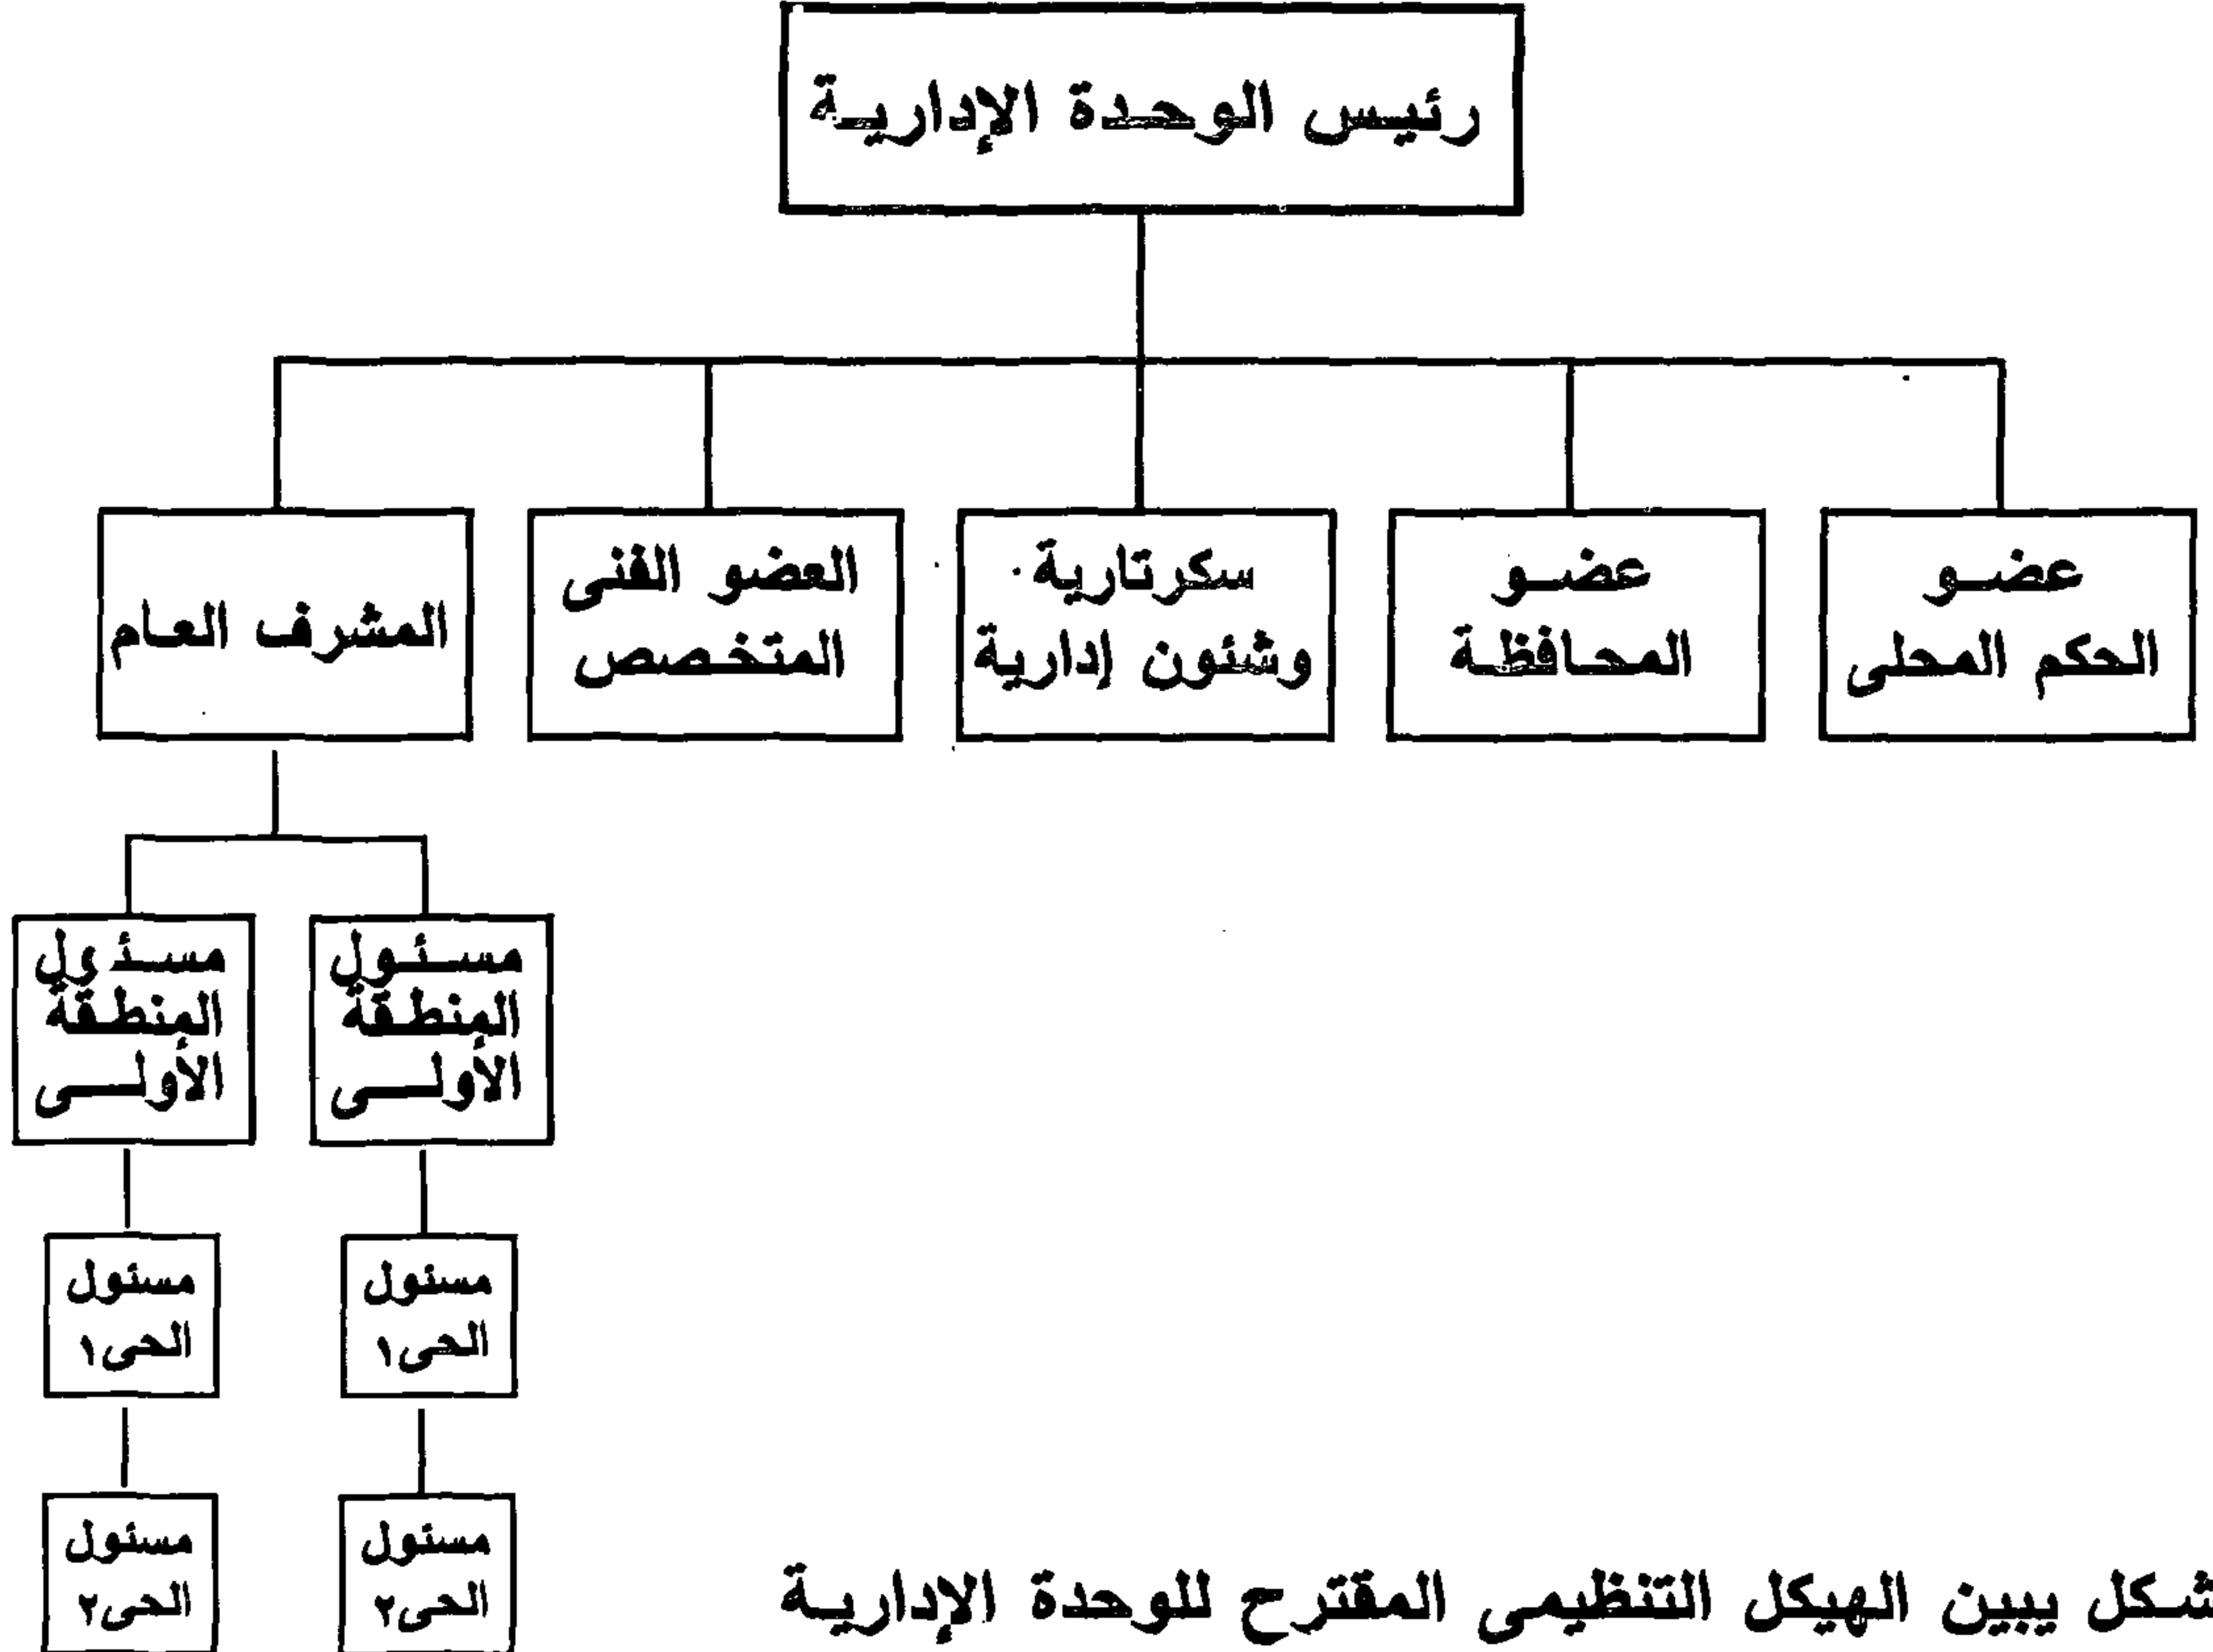 رئيس الوحدة الإدارية
عضو
الحكم المحلى
عضو
المحافظة
سكرتارية
وشئون إدارية
العضو الفنى
المتخصص
المشرف العام
مسئول
المنطقة
الأولى
مسئول
المنطقة
الأولى
مسئول
الحى١
مسئول
الحى١
مسئول
الحى٢
مسئول
الحى٢
شكل يبين الهيكل التنظيمى المقترح للوحدة الإدارية